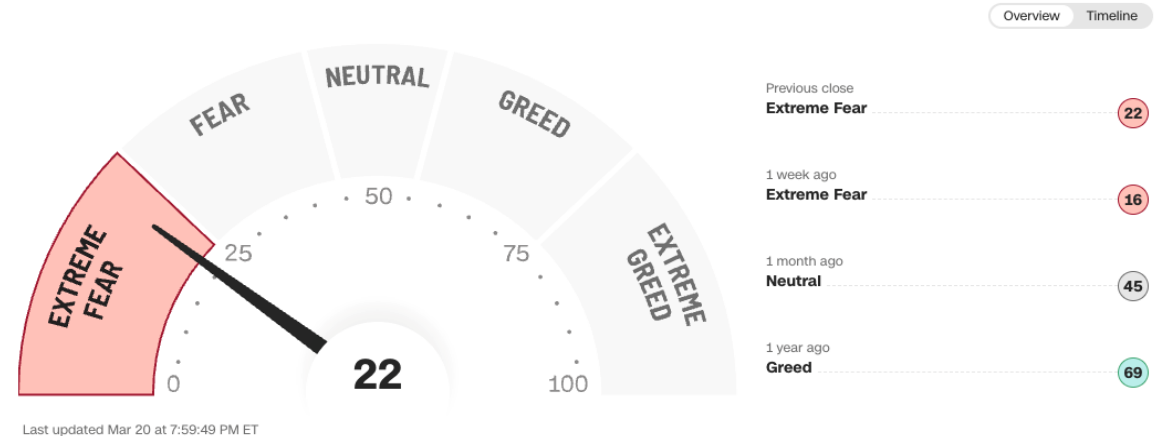 Overview Timeline
EXTREME
FEAR
FEAR
NEUTRAL
GREED
EXTREME
GREED
0
25
50
75
100
22
Last updated Mar 20 at 7:59:49 PM ET
Previous close
Extreme Fear 22
1 week ago
Extreme Fear 16
1 month ago
Neutral 45
1 year ago
Greed 69